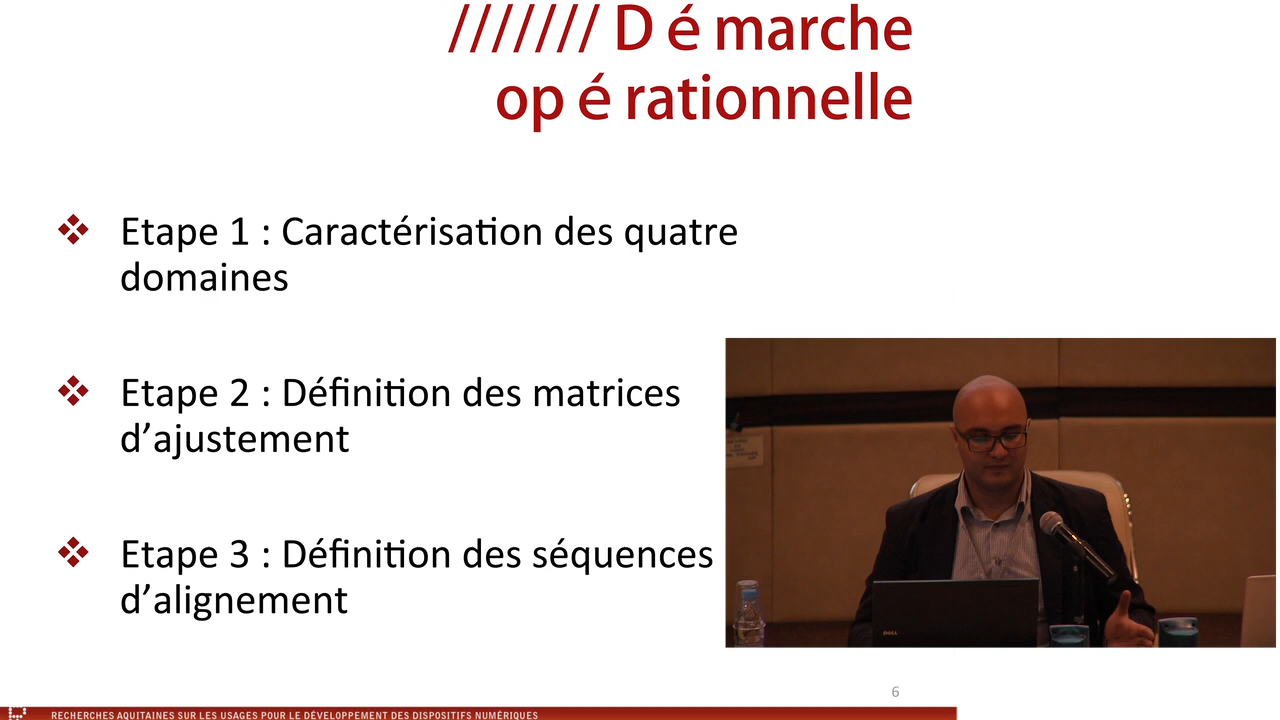 /////// D é marche
op é rationnelle
Etape 1 : Caractérisation des quatre
domaines
Etape 2 : Définition des matrices
d’ajustement
Etape 3 : Définition des séquences
d’alignement
DELL
6
RECHERCHES AQUITAINES SUR LES USAGES POUR LE DÉVELOPPEMENT DES DISPOSITIFS NUMÉRIQUES